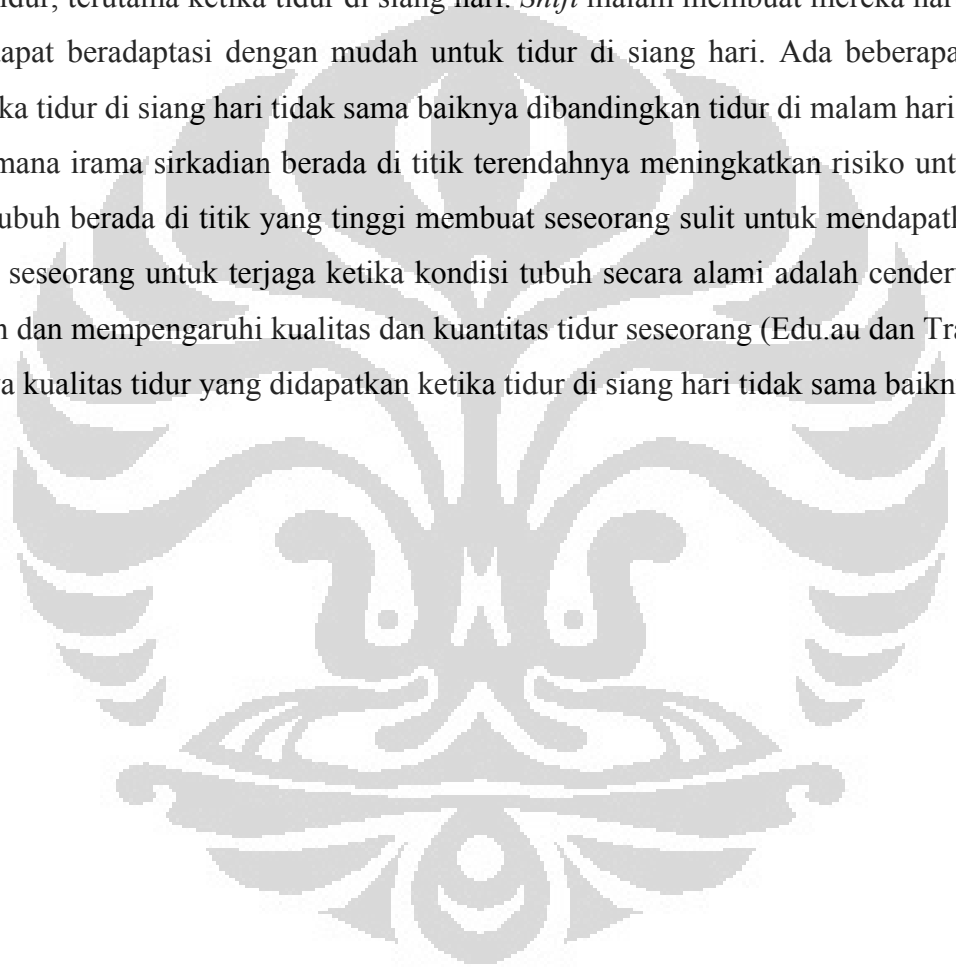 idur, terutama ketika tidur di siang hari. Shift malam membuat mereka har
apat beradaptasi dengan mudah untuk tidur di siang hari. Ada beberapa
ka tidur di siang hari tidak sama baiknya dibandingkan tidur di malam hari
mana irama sirkadian berada di titik terendahnya meningkatkan risiko unt
ubuh berada di titik yang tinggi membuat seseorang sulit untuk mendapatk
seseorang untuk terjaga ketika kondisi tubuh secara alami adalah cender
n dan mempengaruhi kualitas dan kuantitas tidur seseorang (Edu.au dan Tra
a kualitas tidur yang didapatkan ketika tidur di siang hari tidak sama baikn